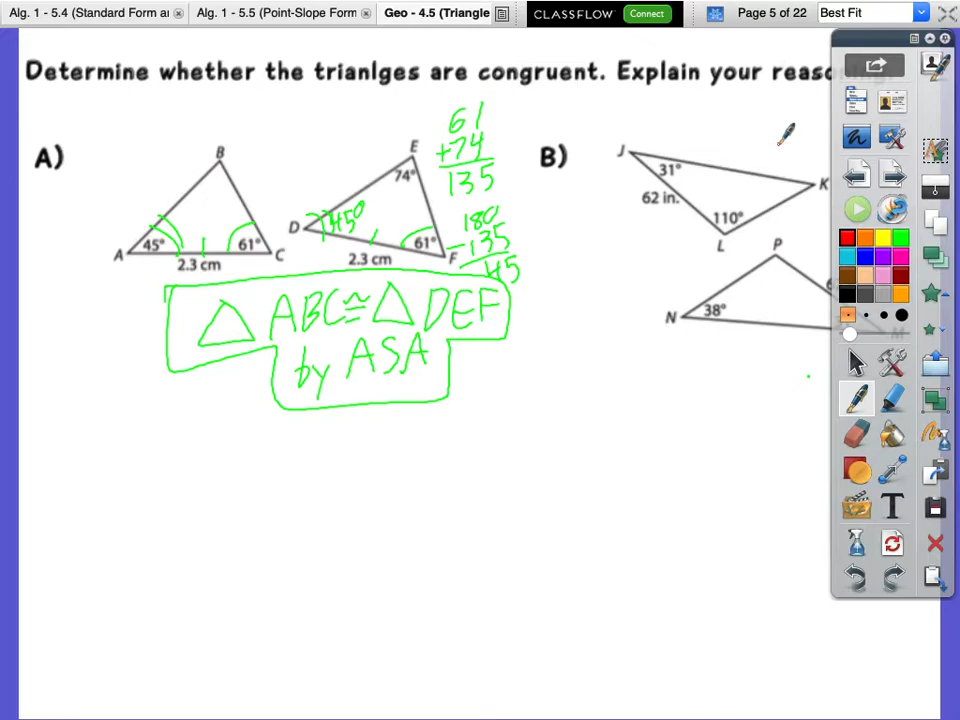 Alg. 1 - 5.4 (Standard Form ar
Alg. 1 - 5.5 (Point-Slope Form
Geo - 4.5 (Triangle
CLASSFLOW
Connect
Page 5 of 22
Best Fit
Determine whether the trianlges are congruent. Explain your
A)
B
A
45°
61°
C
2.3 cm
E
74°
D
45°
61°
F
2.3 cm
61
+74
135
180
-135
45
△ ABC≅△ DEF
by ASA
B)
J
31°
K
62 in.
110°
L
P
N
38°
M
T